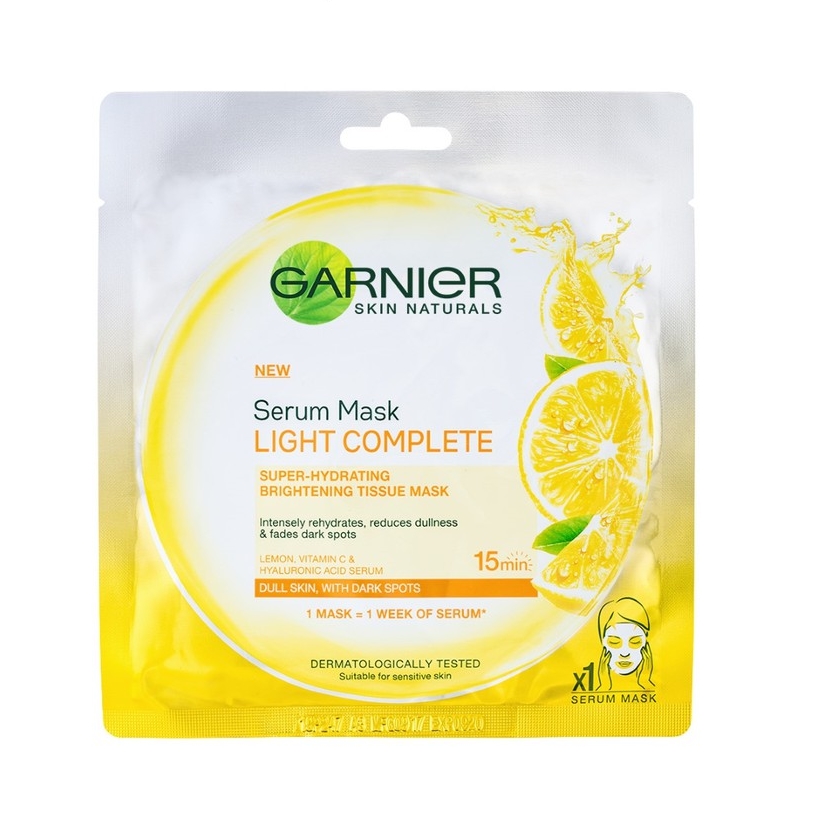 GARNIER
SKIN NATURALS
NEW
Serum Mask
LIGHT COMPLETE
SUPER-HYDRATING
BRIGHTENING TISSUE MASK
Intensely rehydrates, reduces dullness
& fades dark spots
LEMON, VITAMIN C &
HYALURONIC ACID SERUM
15min
DULL SKIN, WITH DARK SPOTS
1 MASK = 1 WEEK OF SERUM*
DERMATOLOGICALLY TESTED
Suitable for sensitive skin
x1
SERUM MASK